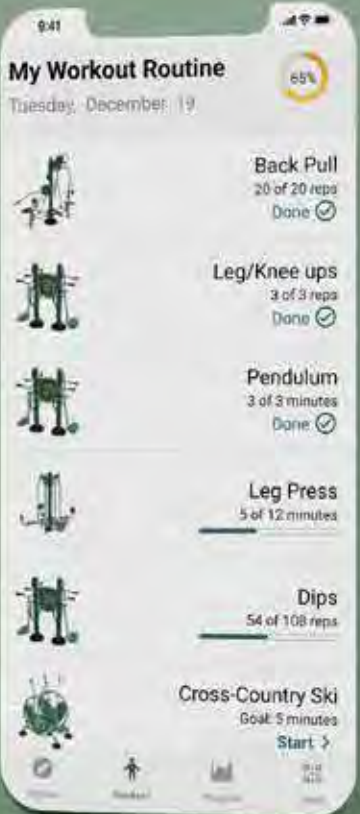 9:41
My Workout Routine
65%
Tuesday, December 19
Back Pull
20 of 20 reps
Done
Leg/Knee ups
3 of 3 reps
Done
Pendulum
3 of 3 minutes
Done
Leg Press
5 of 12 minutes
Dips
54 of 108 reps
Cross-Country Ski
Goal: 5 minutes
Start >